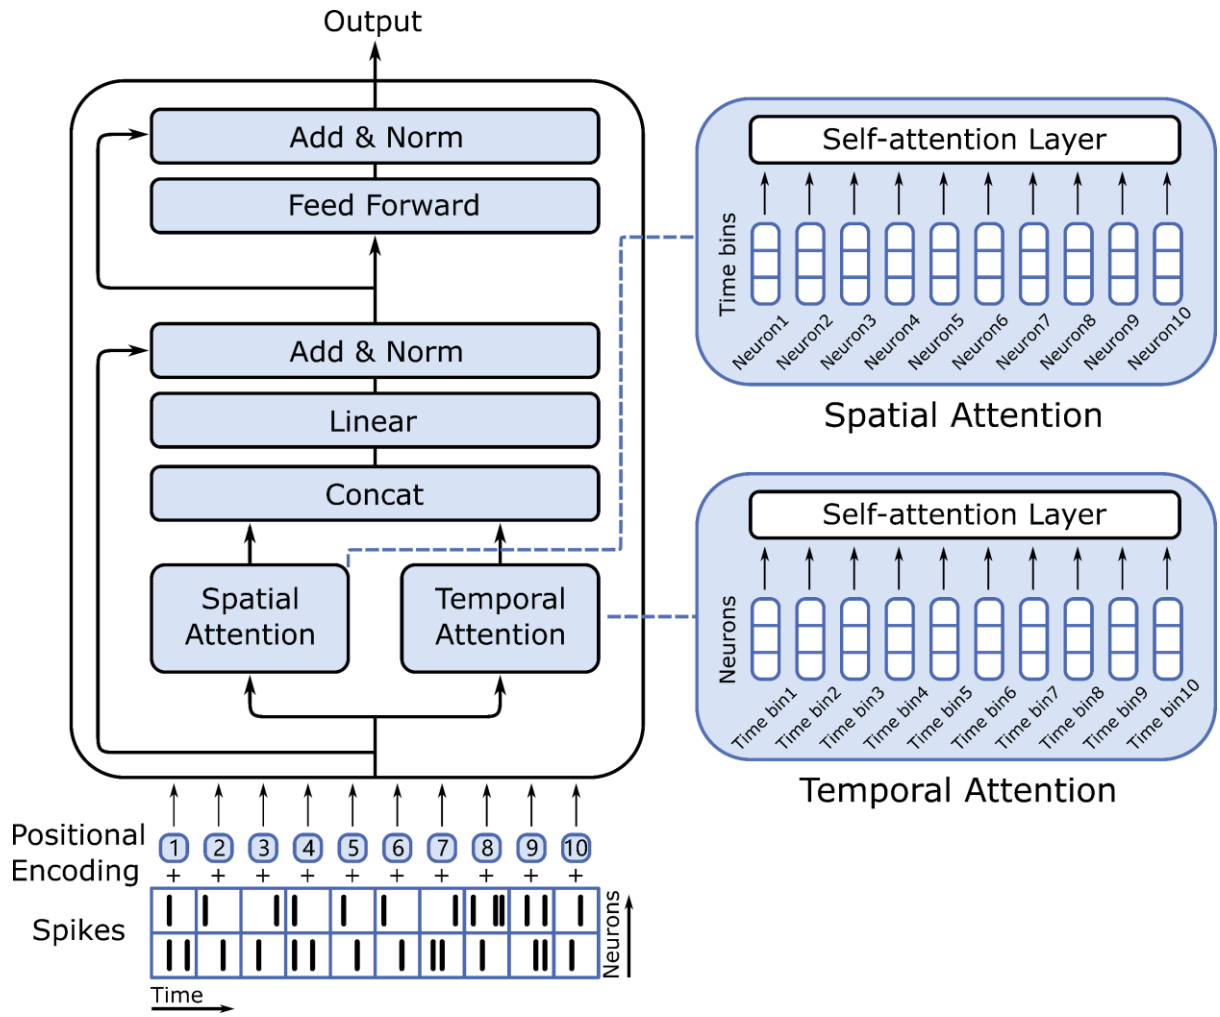 Output
Add & Norm
Feed Forward
Add & Norm
Linear
Concat
Spatial
Attention
Temporal
Attention
Positional
Encoding
1 2 3 4 5 6 7 8 9 10
+ + + + + + + + + +
Spikes
Neurons
Time
Self-attention Layer
Time bins
Neuron1 Neuron2 Neuron3 Neuron4 Neuron5 Neuron6 Neuron7 Neuron8 Neuron9 Neuron10
Spatial Attention
Self-attention Layer
Neurons
Time bin1 Time bin2 Time bin3 Time bin4 Time bin5 Time bin6 Time bin7 Time bin8 Time bin9 Time bin10
Temporal Attention